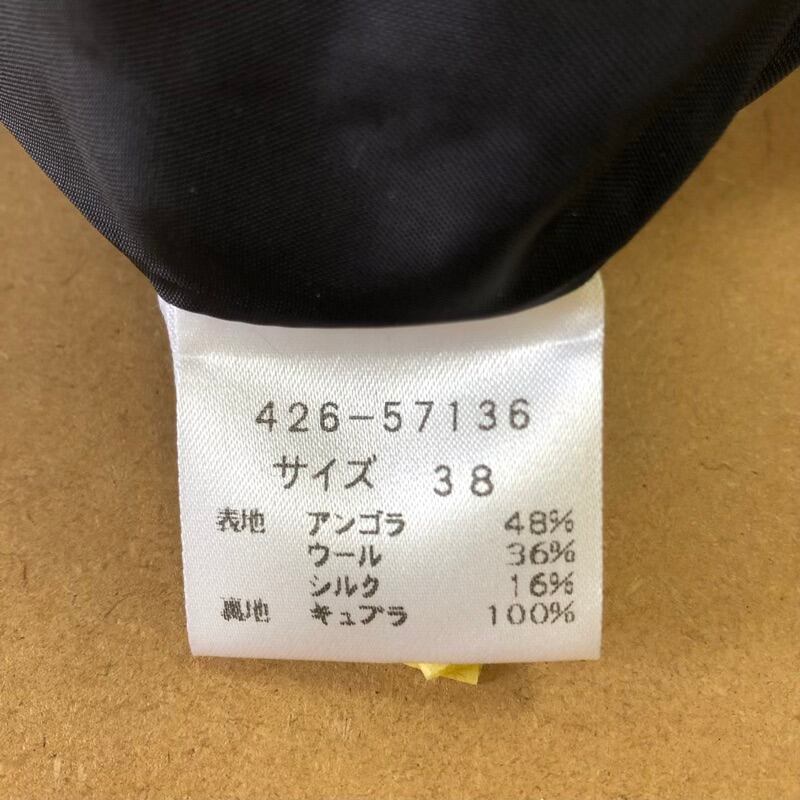 426-57136
サイズ 38
表地 アンゴラ 48%
ウール 36%
シルク 16%
裏地 キュプラ 100%